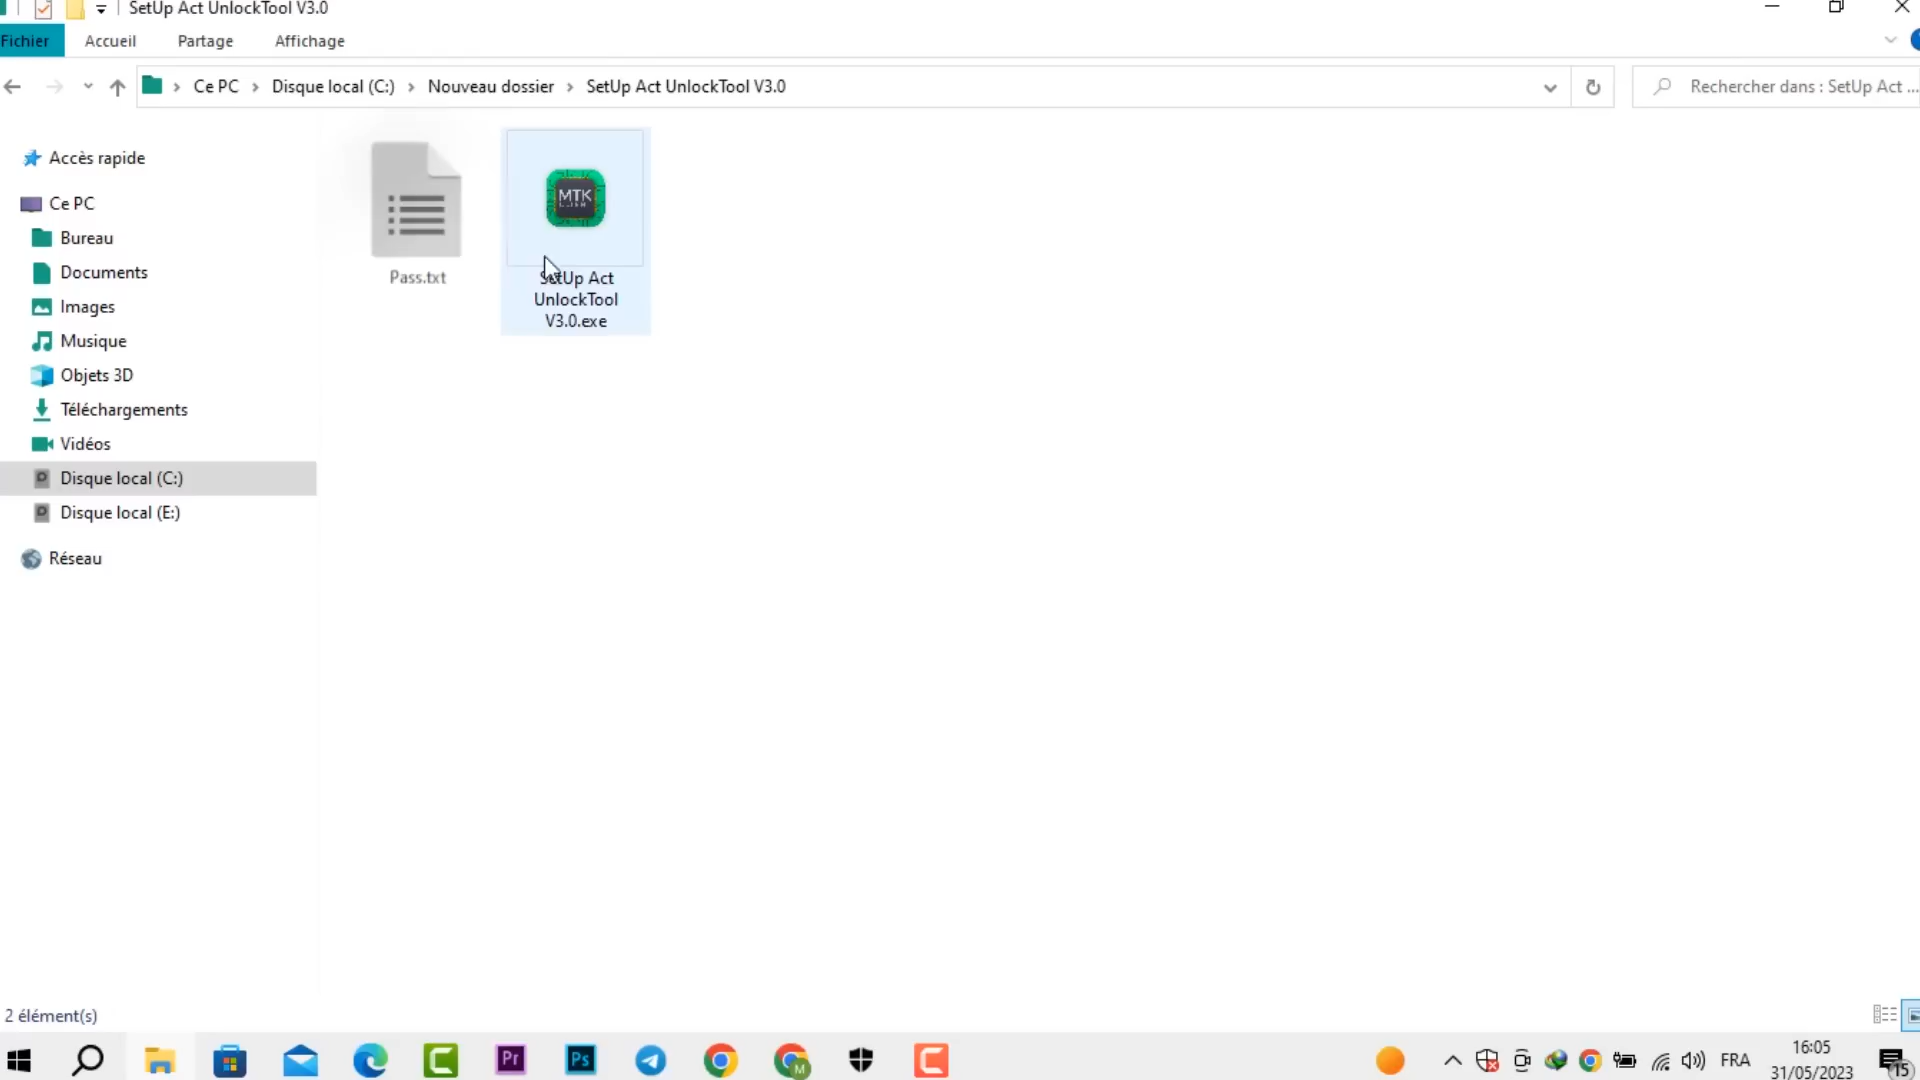 SetUp Act UnlockTool V3.0
Fichier Accueil Partage Affichage
Ce PC Disque local (C:) Nouveau dossier SetUp Act UnlockTool V3.0 Rechercher dans : SetUp Act ...
Accès rapide
Ce PC
Bureau
Documents
Images
Musique
Objets 3D
Téléchargements
Vidéos
Disque local (C:)
Disque local (E:)
Réseau
Pass.txt
MTK
SetUp Act
UnlockTool
V3.0.exe
2 élément(s)
Pr
Ps
M
FRA
16:05
31/05/2023
15